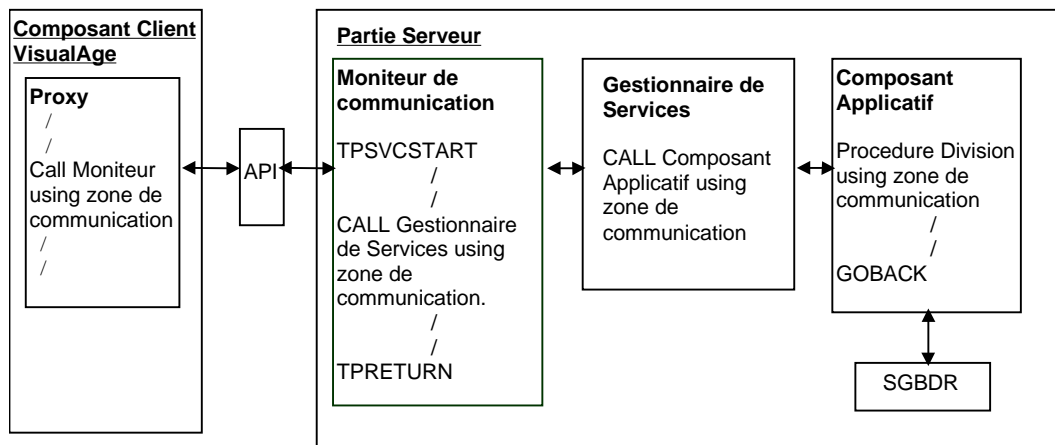 Composant Client
VisualAge
Proxy
/
/
Call Moniteur
using zone de
communication
/
/
API
Partie Serveur
Moniteur de
communication
TPSVCSTART
/
/
CALL Gestionnaire
de Services using
zone de
communication.
/
/
TPRETURN
Gestionnaire de
Services
CALL Composant
Applicatif using
zone de
communication
Composant
Applicatif
Procedure Division
using zone de
communication
/
/
GOBACK
SGBDR